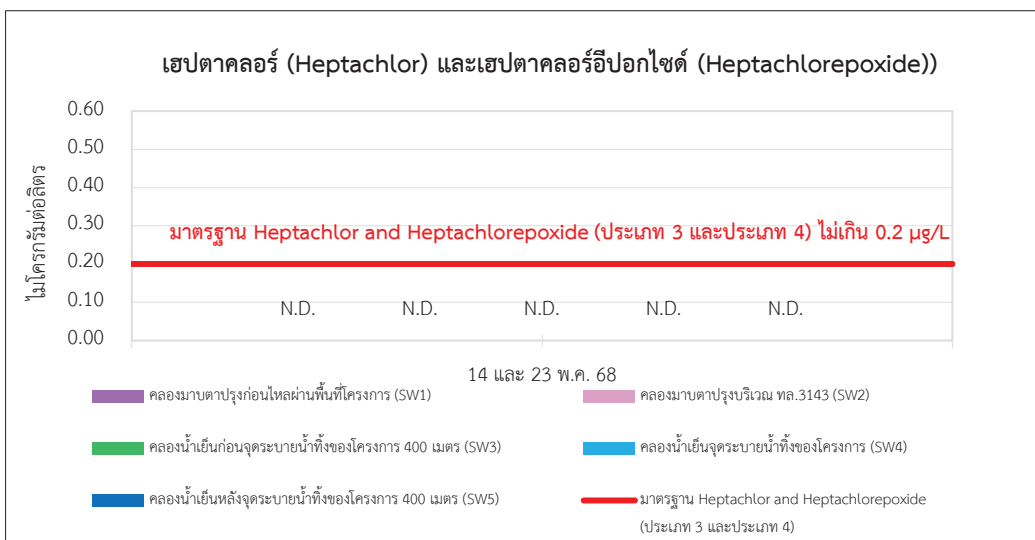 เฮปตาคลอร์ (Heptachlor) และเฮปตาคลอร์อีปอกไซด์ (Heptachlorepoxide))
ไมโครกรัมต่อลิตร
0.60
0.50
0.40
0.30
0.20
0.10
0.00
มาตรฐาน Heptachlor and Heptachlorepoxide (ประเภท 3 และประเภท 4) ไม่เกิน 0.2 µg/L
N.D. N.D. N.D. N.D. N.D.
14 และ 23 พ.ค. 68
คลองมาบตาปรุงก่อนไหลผ่านพื้นที่โครงการ (SW1)
คลองมาบตาปรุงบริเวณ ทล.3143 (SW2)
คลองน้ำเย็นก่อนจุดระบายน้ำทิ้งของโครงการ 400 เมตร (SW3)
คลองน้ำเย็นจุดระบายน้ำทิ้งของโครงการ (SW4)
คลองน้ำเย็นหลังจุดระบายน้ำทิ้งของโครงการ 400 เมตร (SW5)
มาตรฐาน Heptachlor and Heptachlorepoxide
(ประเภท 3 และประเภท 4)